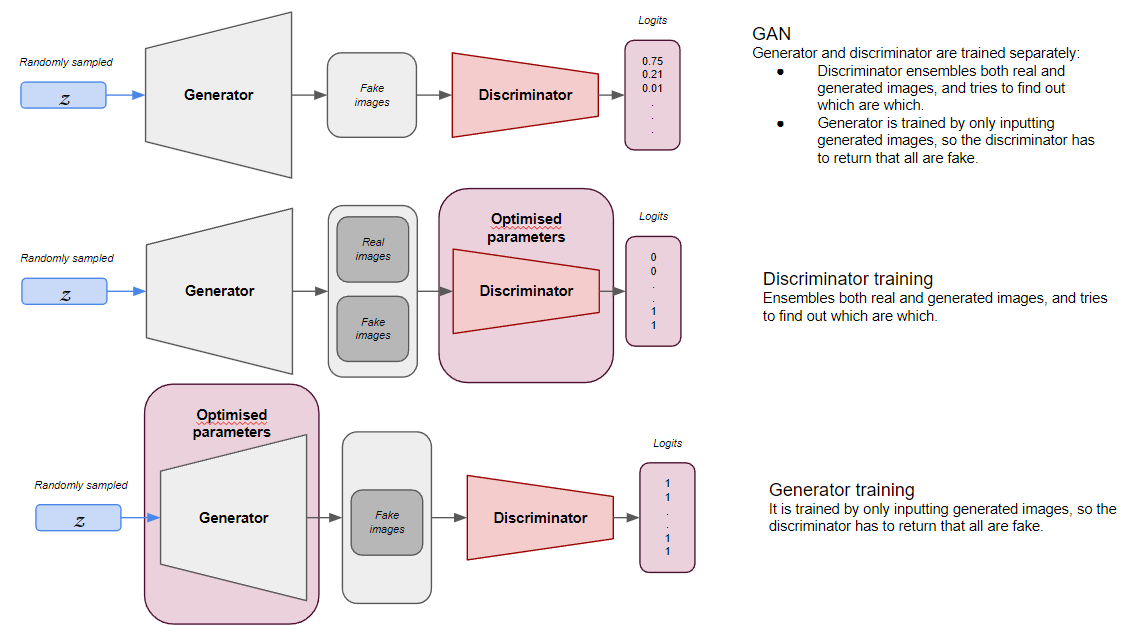 Randomly sampled
z
Generator
Fake
images
Discriminator
Logits
0.75
0.21
0.01
.
.
.
GAN
Generator and discriminator are trained separately:
● Discriminator ensembles both real and
generated images, and tries to find out
which are which.
● Generator is trained by only inputting
generated images, so the discriminator has
to return that all are fake.
Randomly sampled
z
Generator
Real
images
Fake
images
Optimised
parameters
Discriminator
Logits
0
0
.
.
1
1
Discriminator training
Ensembles both real and generated images, and tries
to find out which are which.
Randomly sampled
z
Optimised
parameters
Generator
Fake
images
Discriminator
Logits
1
1
.
.
1
1
Generator training
It is trained by only inputting generated images, so the
discriminator has to return that all are fake.